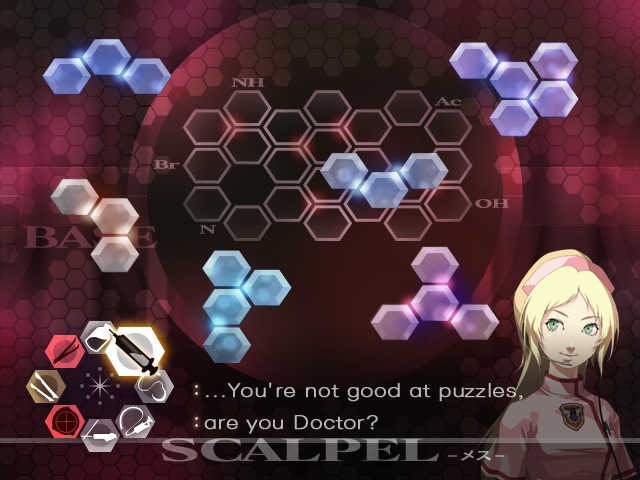 NH
Ac
Br
OH
N
BASE
:...You're not good at puzzles,
:are you Doctor?
SCALPEL -メス-